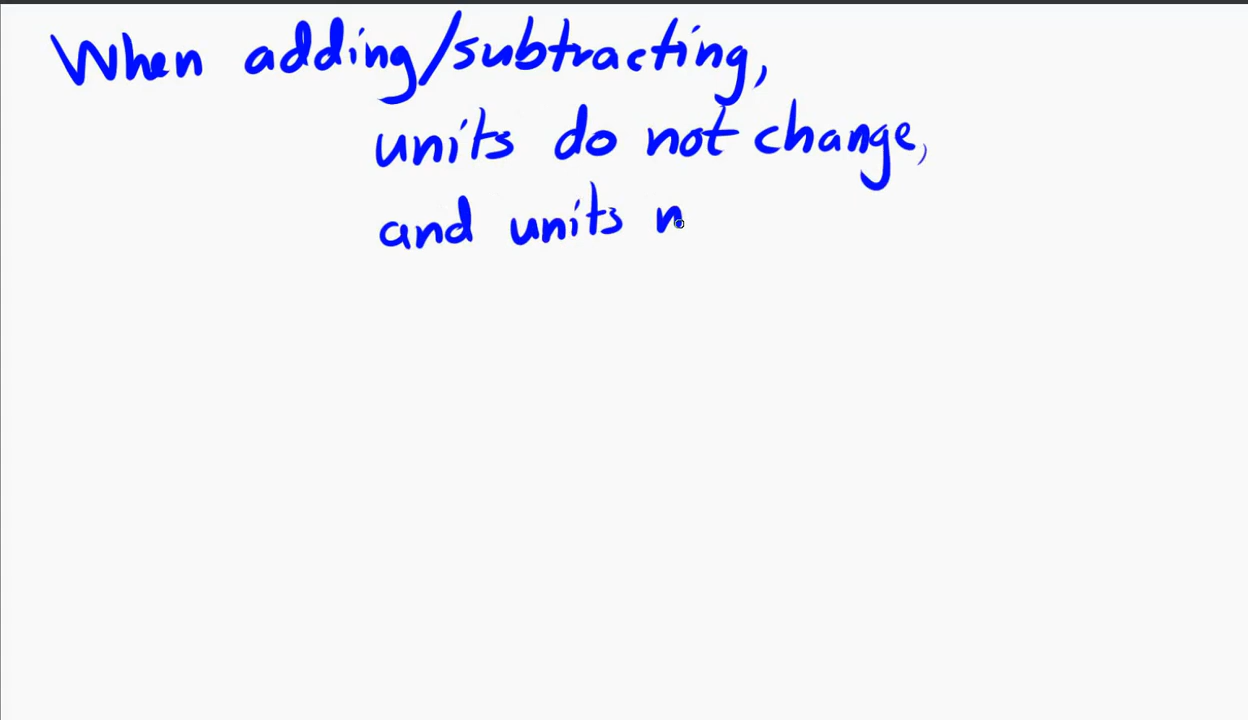 When adding/subtracting,
units do not change,
and units n